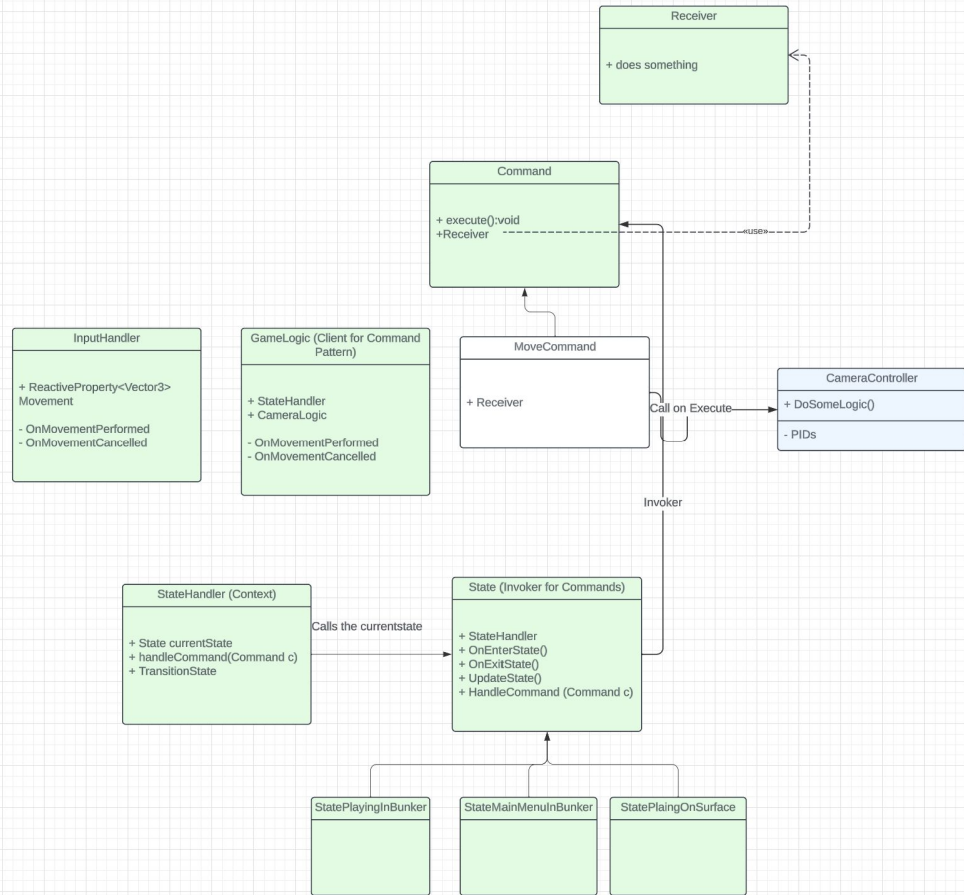 Receiver
+ does something
Command
+ execute():void
+Receiver
«use»
InputHandler
+ ReactiveProperty<Vector3>
Movement
- OnMovementPerformed
- OnMovementCancelled
GameLogic (Client for Command
Pattern)
+ StateHandler
+ CameraLogic
- OnMovementPerformed
- OnMovementCancelled
MoveCommand
+ Receiver
Call on Execute
CameraController
+ DoSomeLogic()
- PIDs
Invoker
StateHandler (Context)
+ State currentState
+ handleCommand(Command c)
+ TransitionState
Calls the currentstate
State (Invoker for Commands)
+ StateHandler
+ OnEnterState()
+ OnExitState()
+ UpdateState()
+ HandleCommand (Command c)
StatePlayingInBunker
StateMainMenuInBunker
StatePlaingOnSurface